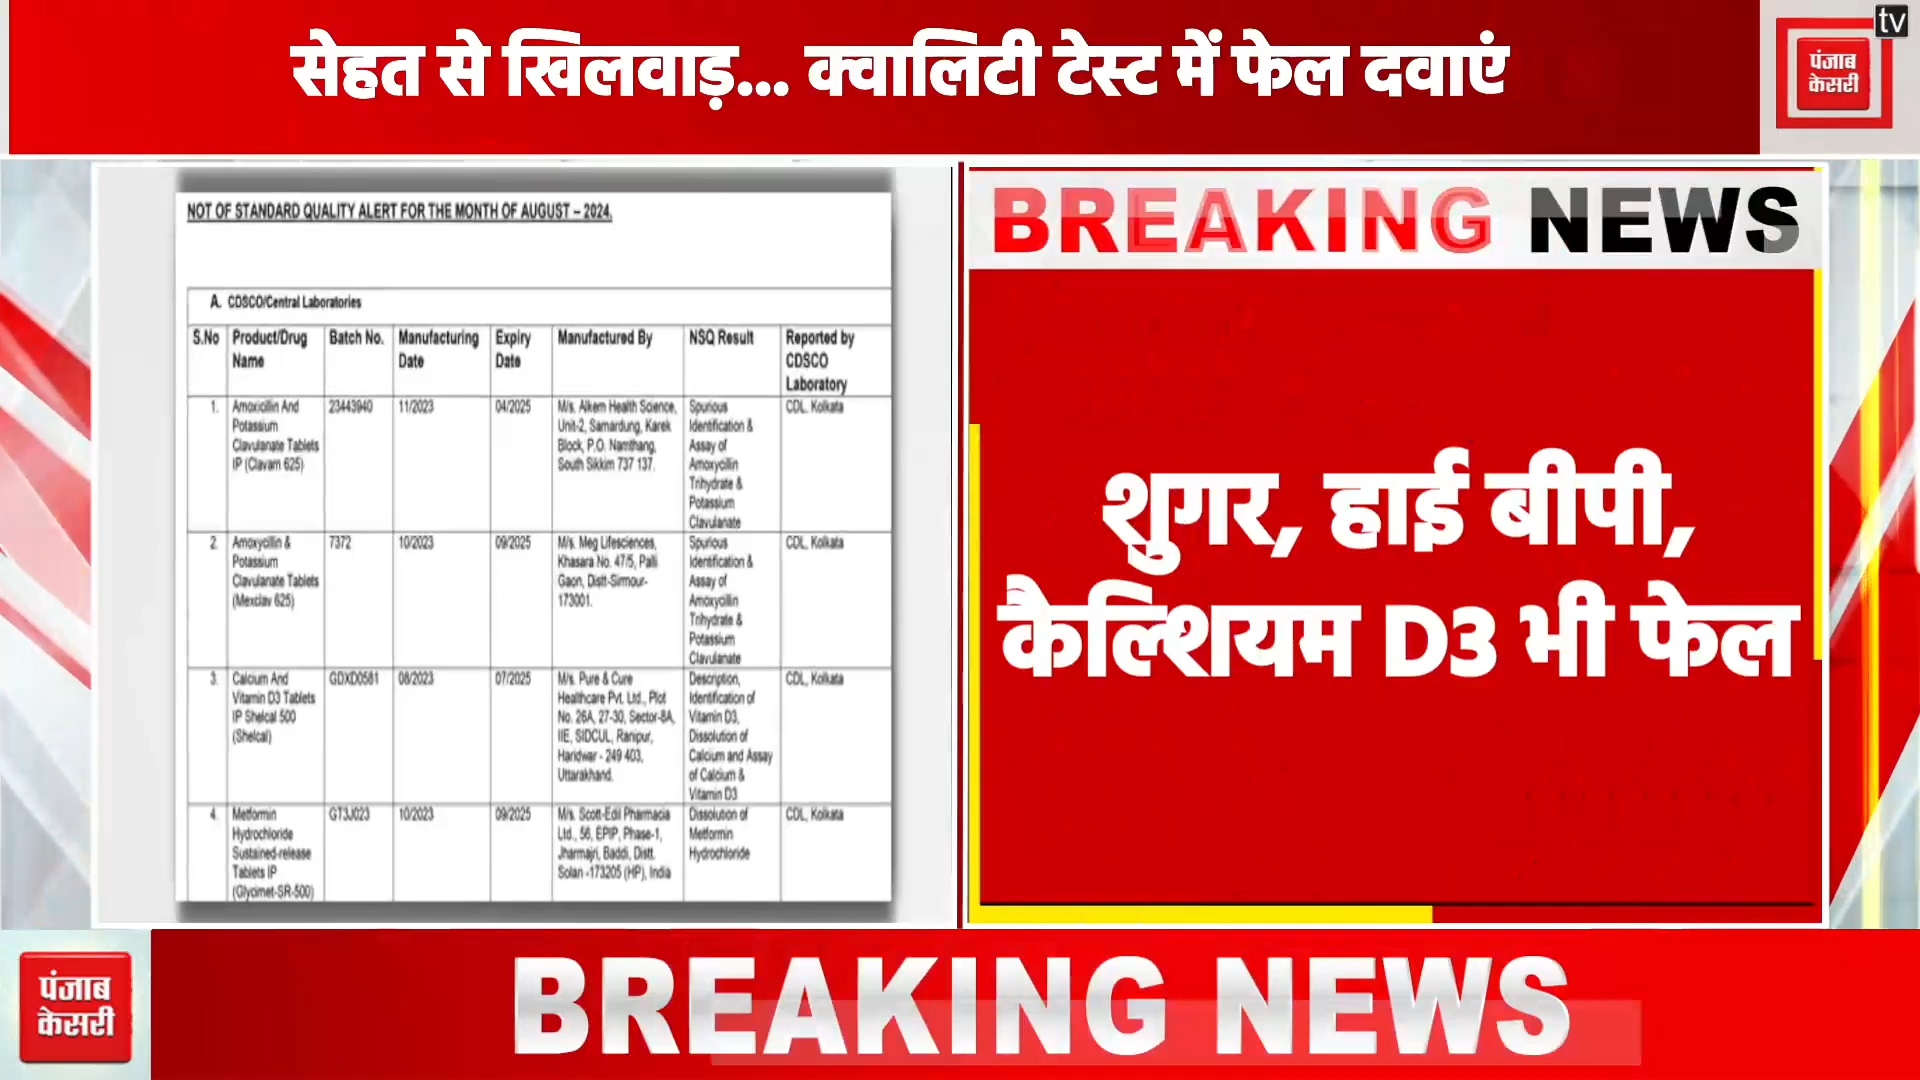 सेहत से खिलवाड़... क्वालिटी टेस्ट में फेल दवाएं
tv
पंजाब
केसरी
NOT OF STANDARD QUALITY ALERT FOR THE MONTH OF AUGUST – 2024.
A. CDSCO/Central Laboratories
S.No Product/Drug Name Batch No. Manufacturing Date Expiry Date Manufactured By NSQ Result Reported by CDSCO Laboratory
1. Amoxicillin And Potassium Clavulanate Tablets IP (Clavam 625) 23443940 11/2023 04/2025 M/s. Alkem Health Science, Unit-2, Samardung, Karek Block, P.O. Namthang, South Sikkim 737 137. Spurious Identification & Assay of Amoxycillin Trihydrate & Potassium Clavulanate CDL, Kolkata
2. Amoxycillin & Potassium Clavulanate Tablets (Mexclav 625) 7372 10/2023 09/2025 M/s. Meg Lifesciences, Khasara No. 47/5, Palli Gaon, Distt-Sirmour-173001. Spurious Identification & Assay of Amoxycillin Trihydrate & Potassium Clavulanate CDL, Kolkata
3. Calcium And Vitamin D3 Tablets IP Shelcal 500 (Shelcal) GDXD0581 08/2023 07/2025 M/s. Pure & Cure Healthcare Pvt. Ltd., Plot No. 26A, 27-30, Sector-8A, IIE, SIDCUL, Ranipur, Haridwar - 249 403, Uttarakhand. Description, Identification of Vitamin D3, Dissolution of Calcium and Assay of Calcium & Vitamin D3 CDL, Kolkata
4. Metformin Hydrochloride Sustained-release Tablets IP (Glycimet-SR-500) GT3J023 10/2023 09/2025 M/s. Scott-Edil Pharmacia Ltd., 56, EPIP, Phase-1, Jharmajri, Baddi, Distt. Solan -173205 (HP), India Dissolution of Metformin Hydrochloride CDL, Kolkata
BREAKING NEWS
शुगर, हाई बीपी,
कैल्शियम D3 भी फेल
पंजाब
केसरी
BREAKING NEWS